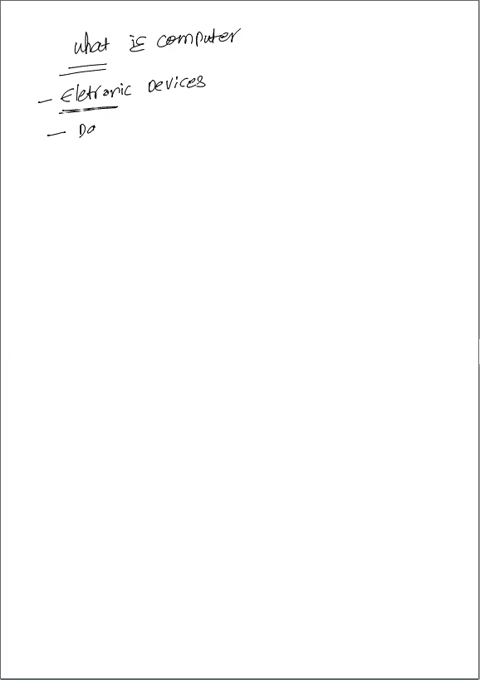 what is computer
- Eletronic Devices
- Do